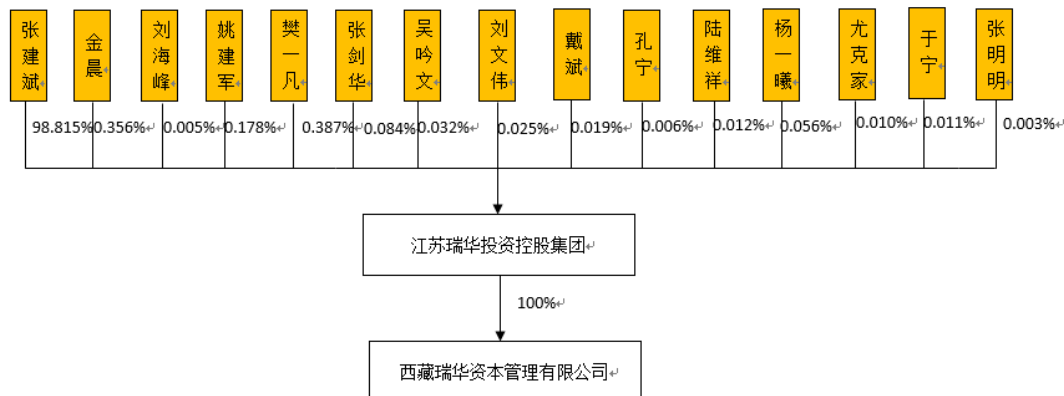 张建斌
金晨
刘海峰
姚建军
樊一凡
张剑华
吴吟文
刘文伟
戴斌
孔宁
陆维祥
杨一曦
尤克家
于宁
张明明
98.815%
0.356%
0.005%
0.178%
0.387%
0.084%
0.032%
0.025%
0.019%
0.006%
0.012%
0.056%
0.010%
0.011%
0.003%
江苏瑞华投资控股集团
100%
西藏瑞华资本管理有限公司